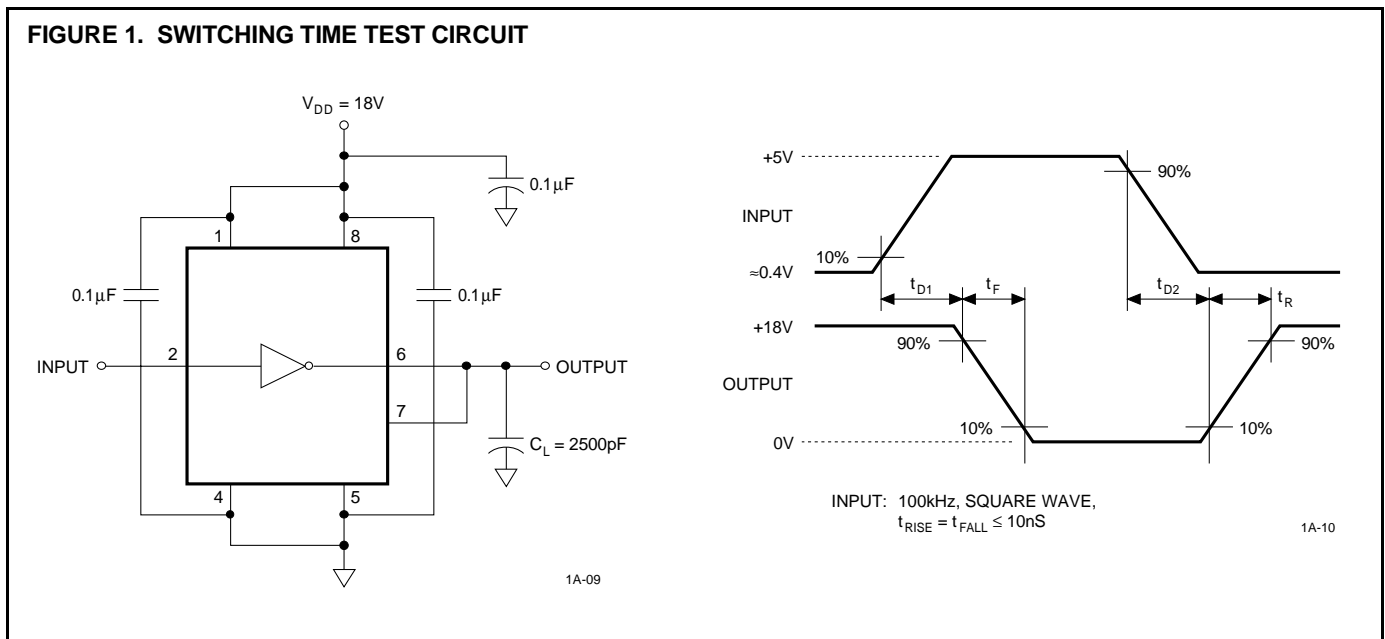 FIGURE 1. SWITCHING TIME TEST CIRCUIT
V_DD = 18V
0.1µF
1
8
0.1µF
0.1µF
INPUT
2
6
OUTPUT
7
C_L = 2500pF
4
5
1A-09
+5V
90%
INPUT
10%
≈0.4V
t_D1
t_F
t_D2
t_R
+18V
90%
90%
OUTPUT
10%
10%
0V
INPUT: 100kHz, SQUARE WAVE,
t_RISE = t_FALL ≤ 10nS
1A-10